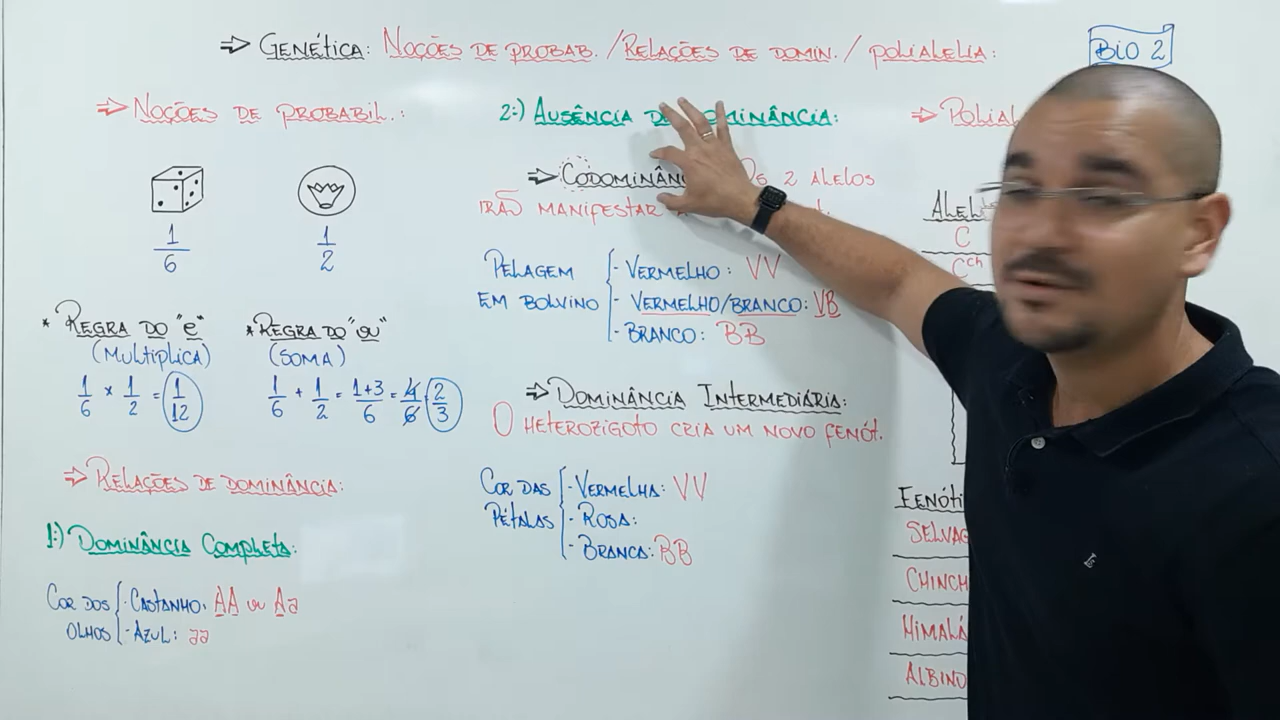 ⇒ GENÉTICA: NOÇÕES DE PROBAB. / RELAÇÕES DE DOMIN. / POLIALELIA:
BIO 2
⇒ NOÇÕES DE PROBABIL.:
1/6
1/2
* REGRA DO "e"
(MULTIPLICA)
1/6 × 1/2 = 1/12
* REGRA DO "ou"
(SOMA)
1/6 + 1/2 = 1+3/6 = 4/6 2/3
⇒ RELAÇÕES DE DOMINÂNCIA:
1:) DOMINÂNCIA COMPLETA:
COR DOS OLHOS
- CASTANHO: AA ou Aa
- AZUL: aa
2:) AUSÊNCIA DOMINÂNCIA:
⇒ CODOMINÂNC OS 2 ALELOS
IRÃO MANIFESTAR
PELAGEM
EM BOLVINO
- VERMELHO: VV
- VERMELHO/BRANCO: VB
- BRANCO: BB
⇒ DOMINÂNCIA INTERMEDIÁRIA:
O HETEROZIGOTO CRIA UM NOVO FENÓT.
COR DAS
PÉTALAS
- VERMELHA: VV
- ROSA:
- BRANCA: BB
⇒ POLIAL
ALEL
C
Cch
FENÓTI
SELVAG
CHINCH
HIMALÁ
ALBINO